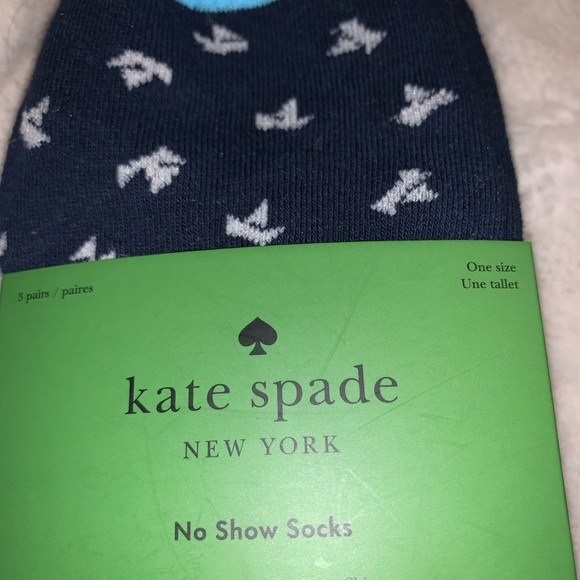 3 pairs / paires
One size
Une tallet
kate spade
NEW YORK
No Show Socks